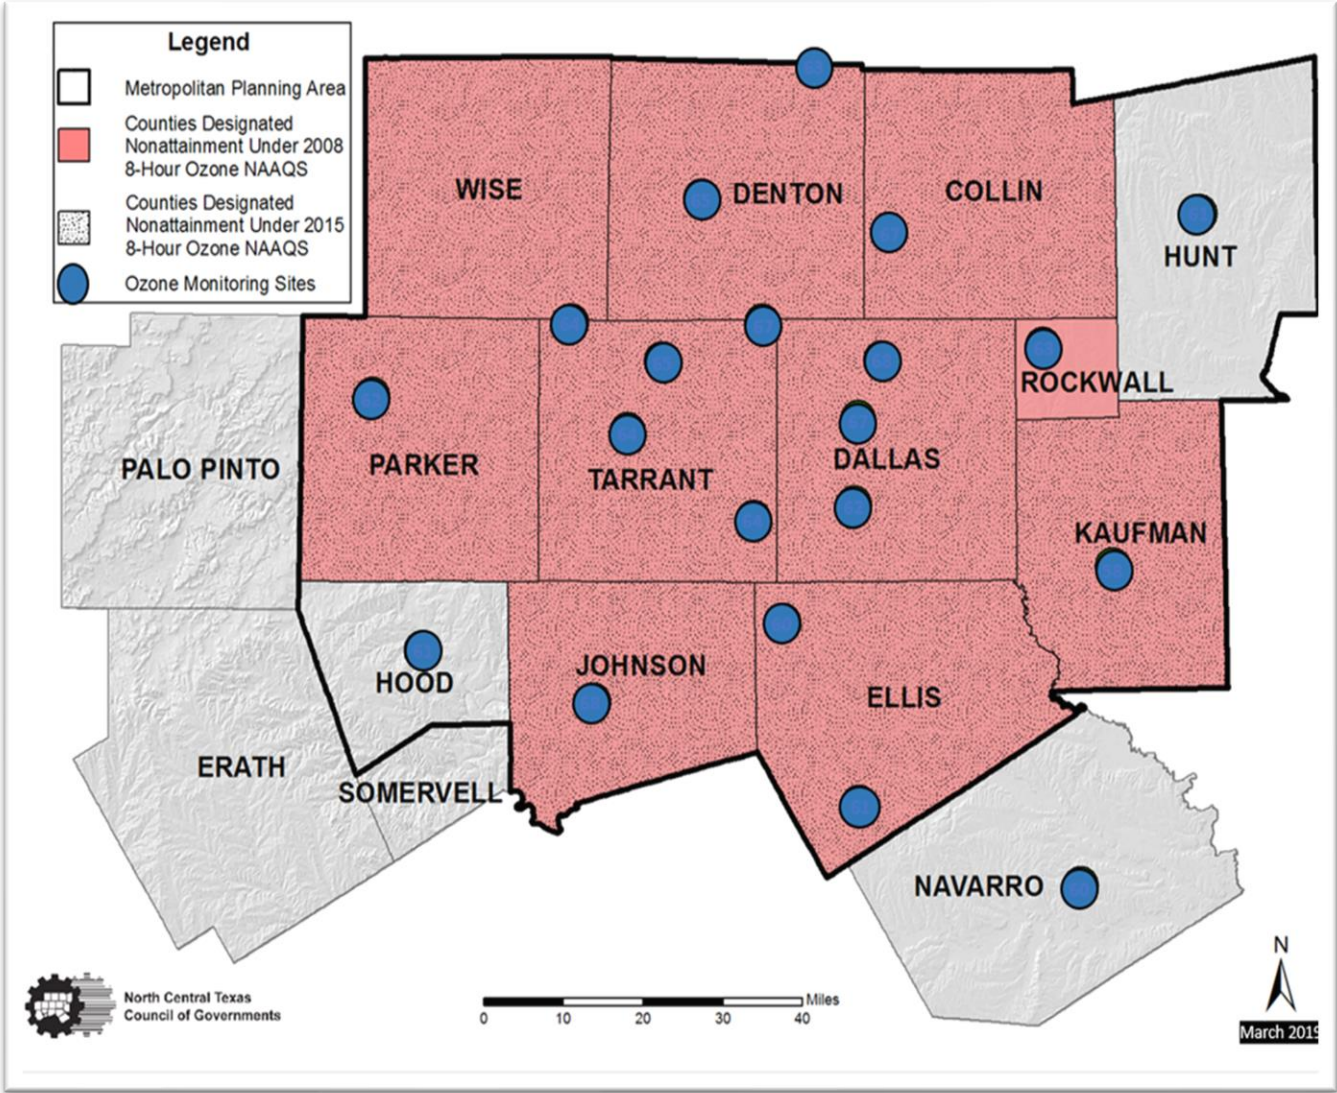 Legend
Metropolitan Planning Area
Counties Designated
Nonattainment Under 2008
8-Hour Ozone NAAQS
Counties Designated
Nonattainment Under 2015
8-Hour Ozone NAAQS
Ozone Monitoring Sites
WISE
DENTON
COLLIN
HUNT
ROCKWALL
PALO PINTO
PARKER
TARRANT
DALLAS
KAUFMAN
HOOD
JOHNSON
ELLIS
ERATH
SOMERVELL
NAVARRO
North Central Texas
Council of Governments
Miles
0 10 20 30 40
N
March 2019